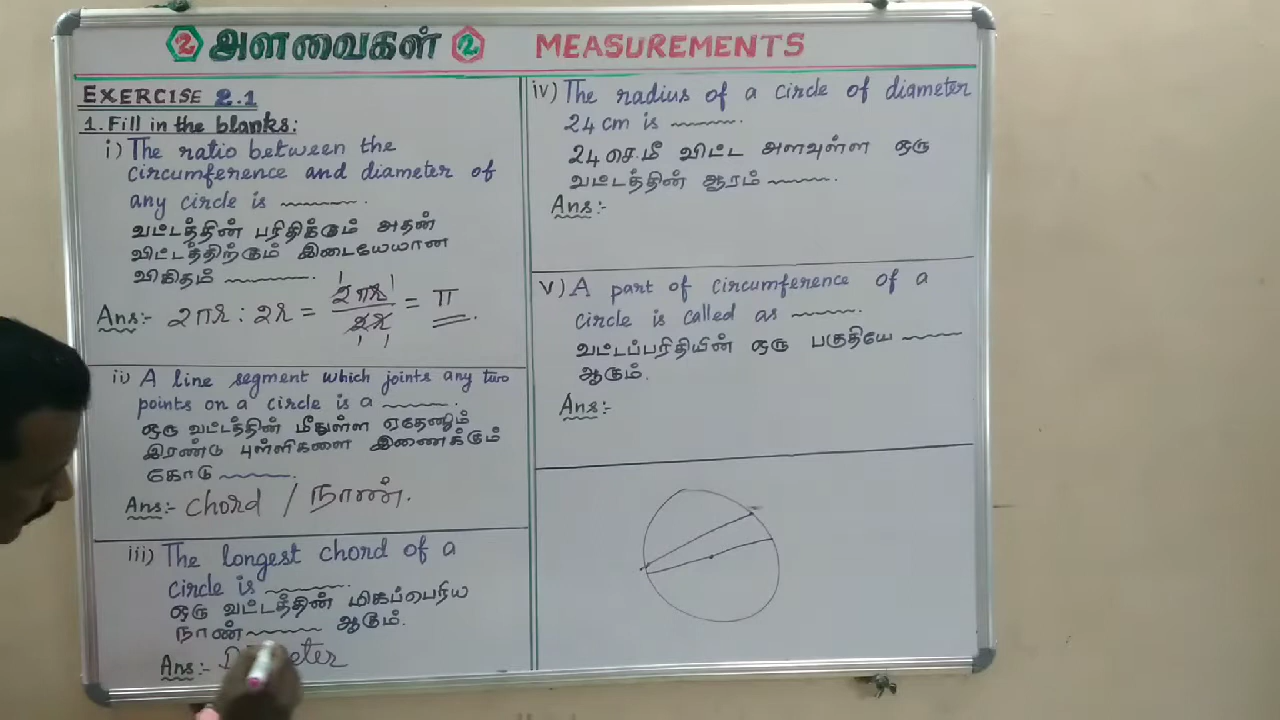 2 அளவைகள் 2 MEASUREMENTS
EXERCISE 2.1
1. Fill in the blanks:
i) The ratio between the
circumference and diameter of
any circle is ~~~~~.
வட்டத்தின் பரிதிக்கும் அதன்
விட்டத்திற்கும் இடையேயான
விகிதம் ~~~~~.
Ans:- 2πr : 2r = 2πr/2r = π
1 1
1 1
ii) A line segment which joints any two
points on a circle is a ~~~~~.
ஒரு வட்டத்தின் மீதுள்ள ஏதேனும்
இரண்டு புள்ளிகளை இணைக்கும்
கோடு ~~~~~.
Ans:- chord / நாண்.
iii) The longest chord of a
circle is ~~~~~.
ஒரு வட்டத்தின் மிகப்பெரிய
நாண் ~~~~~ ஆகும்.
Ans:-
iv) The radius of a circle of diameter
24 cm is ~~~~~.
24 செ.மீ விட்ட அளவுள்ள ஒரு
வட்டத்தின் ஆரம் ~~~~~.
Ans:-
v) A part of circumference of a
circle is called as ~~~~~.
வட்டப்பரிதியின் ஒரு பகுதியே ~~~~~
ஆகும்.
Ans:-